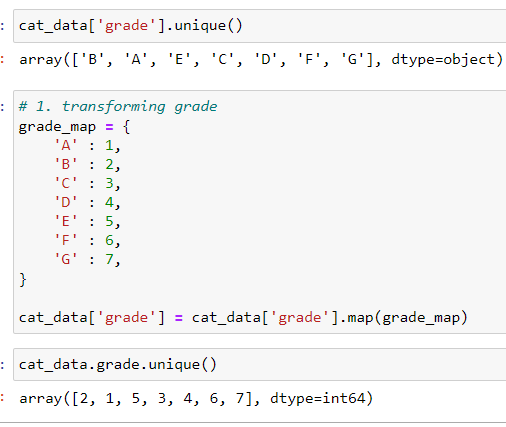 : cat_data['grade'].unique()
: array(['B', 'A', 'E', 'C', 'D', 'F', 'G'], dtype=object)
: # 1. transforming grade
grade_map = {
'A' : 1,
'B' : 2,
'C' : 3,
'D' : 4,
'E' : 5,
'F' : 6,
'G' : 7,
}
cat_data['grade'] = cat_data['grade'].map(grade_map)
: cat_data.grade.unique()
: array([2, 1, 5, 3, 4, 6, 7], dtype=int64)